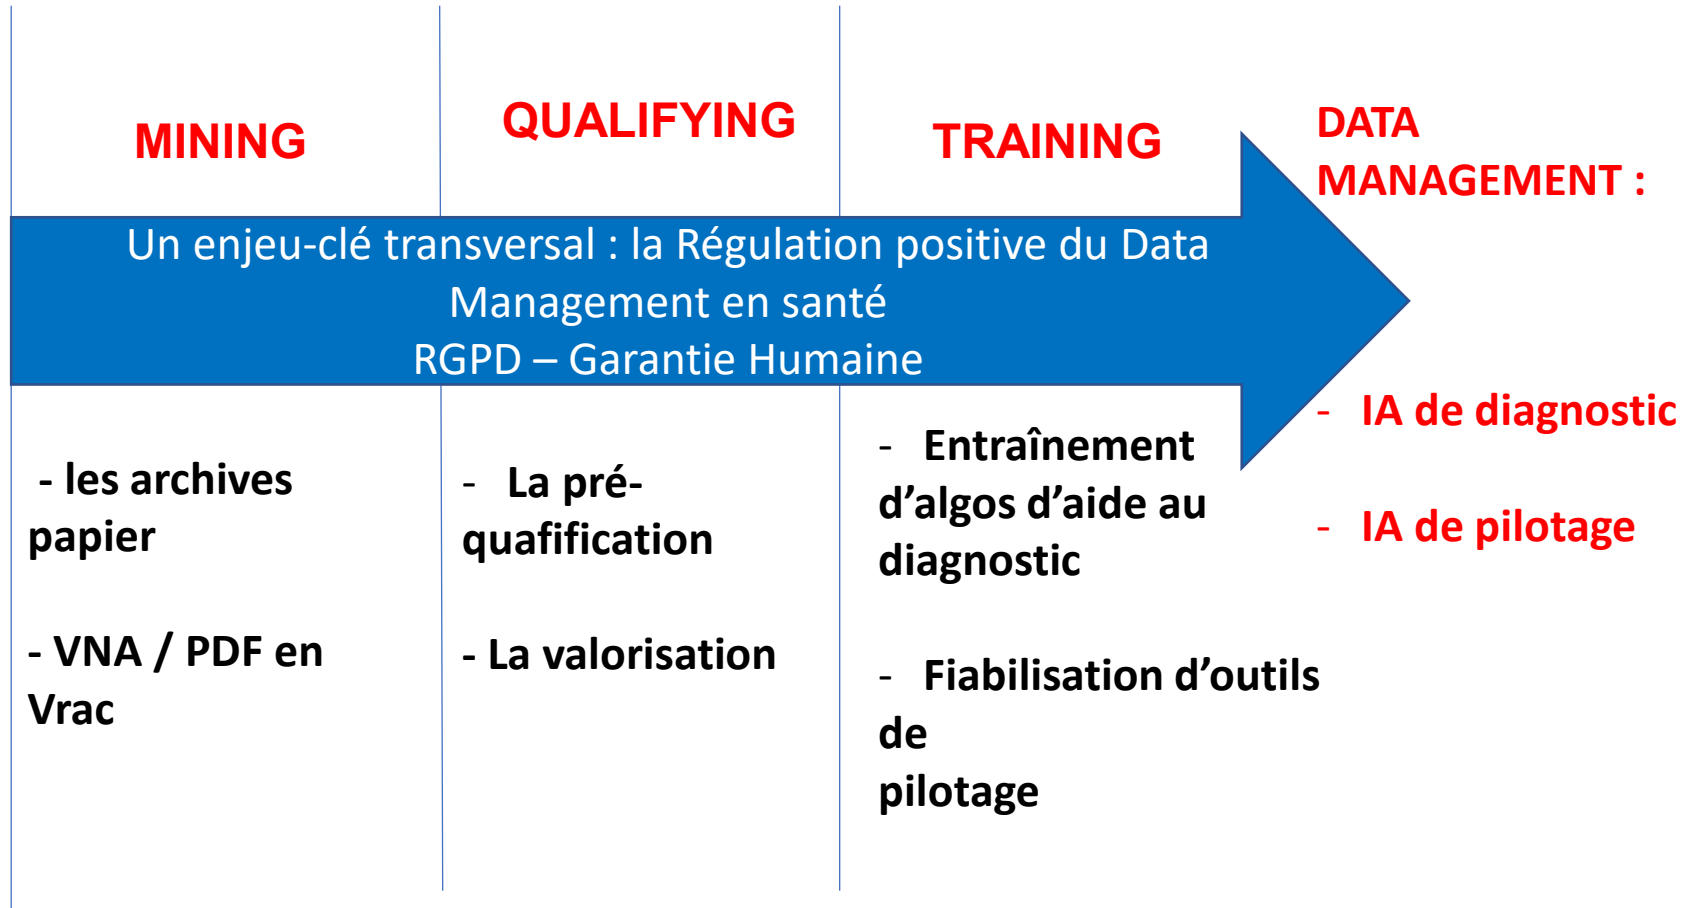 MINING
QUALIFYING
TRAINING
DATA
MANAGEMENT :
Un enjeu-clé transversal : la Régulation positive du Data
Management en santé
RGPD – Garantie Humaine
- les archives
papier
- VNA / PDF en
Vrac
- La pré-
quafification
- La valorisation
- Entraînement
d’algos d’aide au
diagnostic
- Fiabilisation d’outils
de
pilotage
- IA de diagnostic
- IA de pilotage